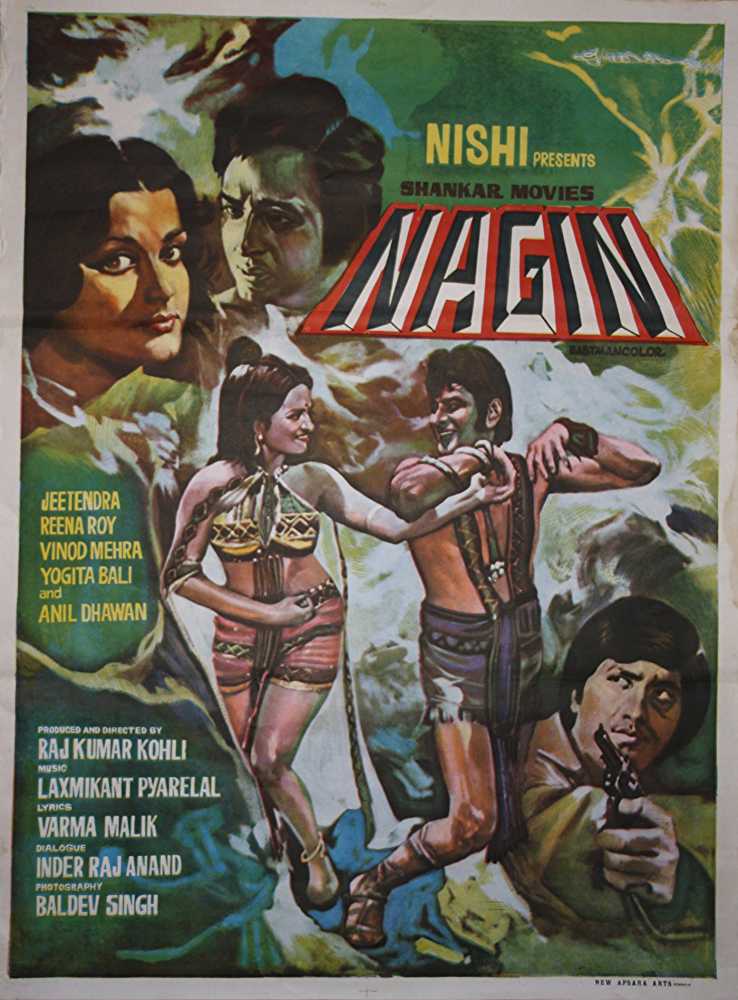 NISHI PRESENTS
SHANKAR MOVIES
NAGIN
EASTMANCOLOR
JEETENDRA
REENA ROY
VINOD MEHRA
YOGITA BALI
and
ANIL DHAWAN
PRODUCED AND DIRECTED BY
RAJ KUMAR KOHLI
MUSIC
LAXMIKANT PYARELAL
LYRICS
VARMA MALIK
DIALOGUE
INDER RAJ ANAND
PHOTOGRAPHY
BALDEV SINGH
NEW APSARA ARTS